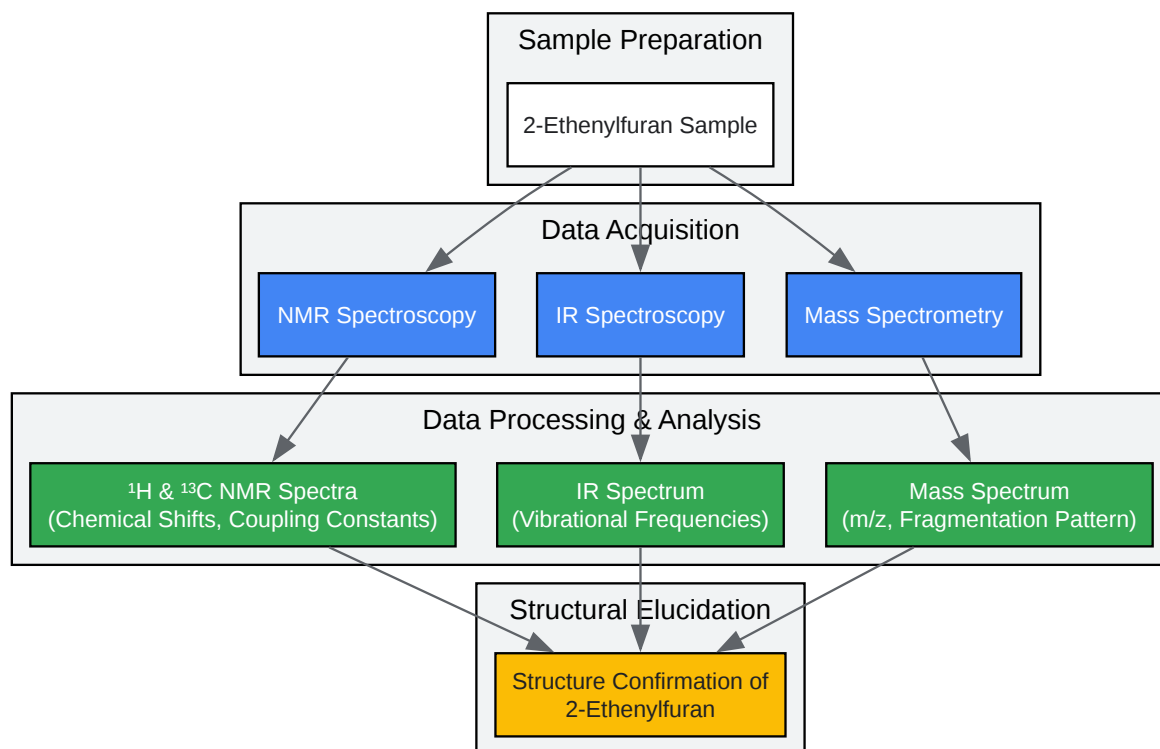 Sample Preparation
2-Ethenylfuran Sample
Data Acquisition
NMR Spectroscopy
IR Spectroscopy
Mass Spectrometry
Data Processing & Analysis
¹H & ¹³C NMR Spectra
(Chemical Shifts, Coupling Constants)
IR Spectrum
(Vibrational Frequencies)
Mass Spectrum
(m/z, Fragmentation Pattern)
Structural Elucidation
Structure Confirmation of
2-Ethenylfuran